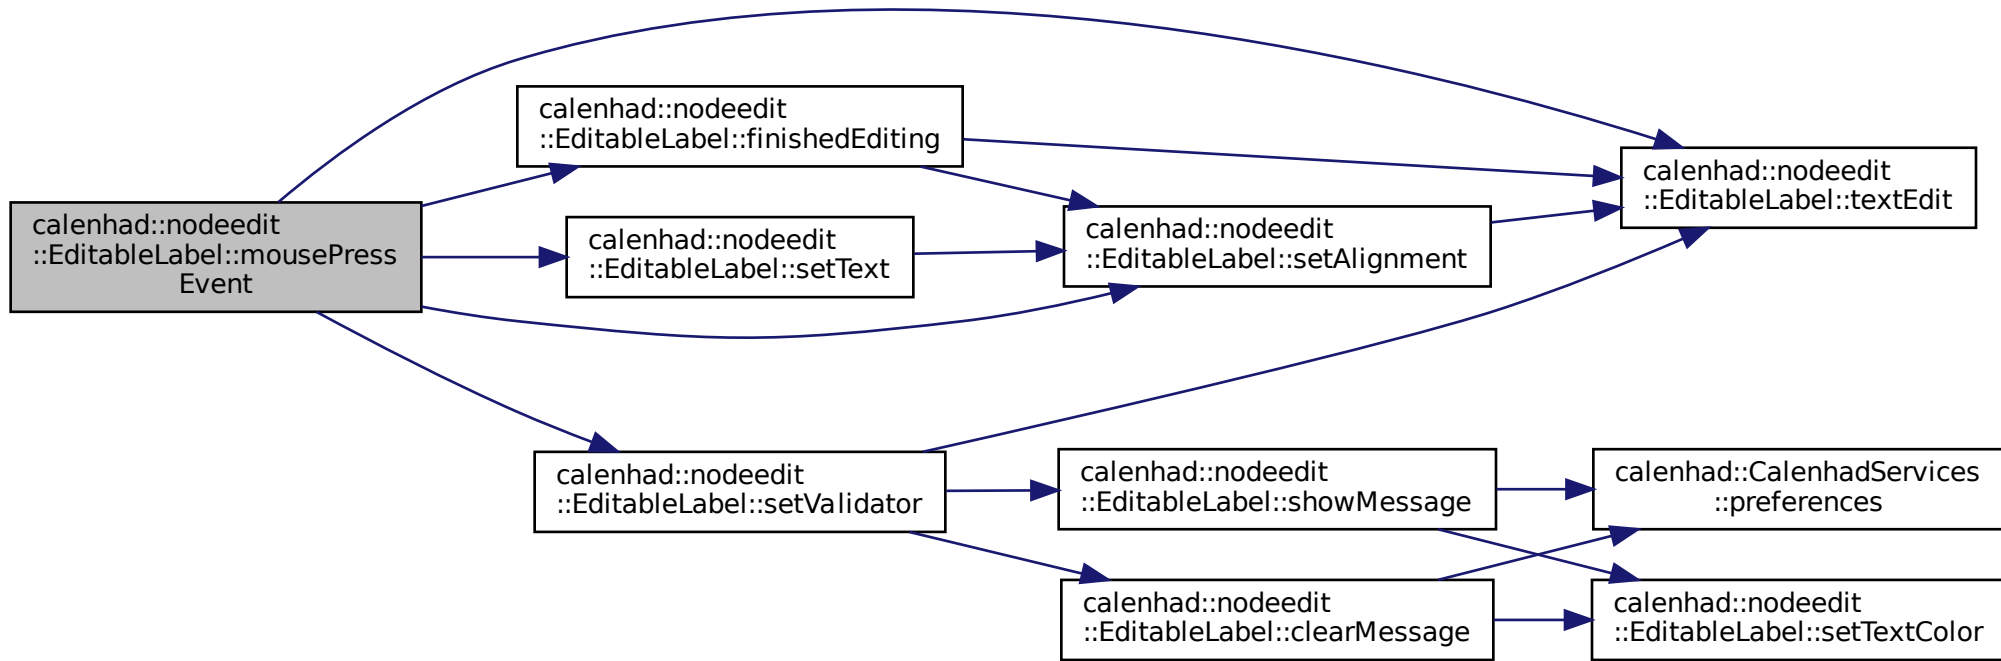 calenhad::nodeedit
::EditableLabel::mousePress
Event
calenhad::nodeedit
::EditableLabel::finishedEditing
calenhad::nodeedit
::EditableLabel::setText
calenhad::nodeedit
::EditableLabel::setAlignment
calenhad::nodeedit
::EditableLabel::textEdit
calenhad::nodeedit
::EditableLabel::setValidator
calenhad::nodeedit
::EditableLabel::showMessage
calenhad::nodeedit
::EditableLabel::clearMessage
calenhad::CalenhadServices
::preferences
calenhad::nodeedit
::EditableLabel::setTextColor